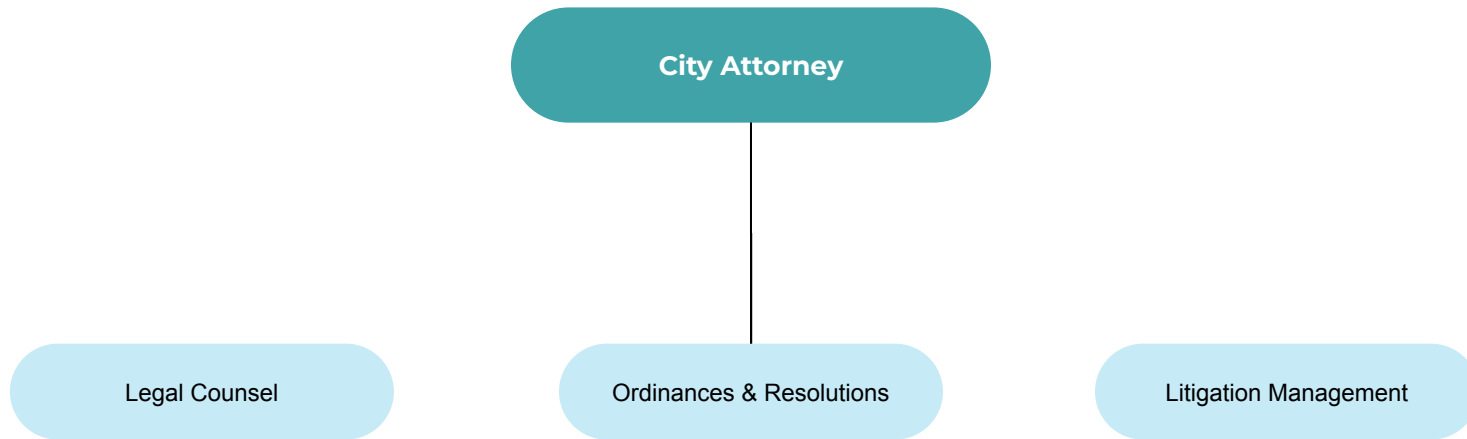 City Attorney
Legal Counsel
Ordinances & Resolutions
Litigation Management